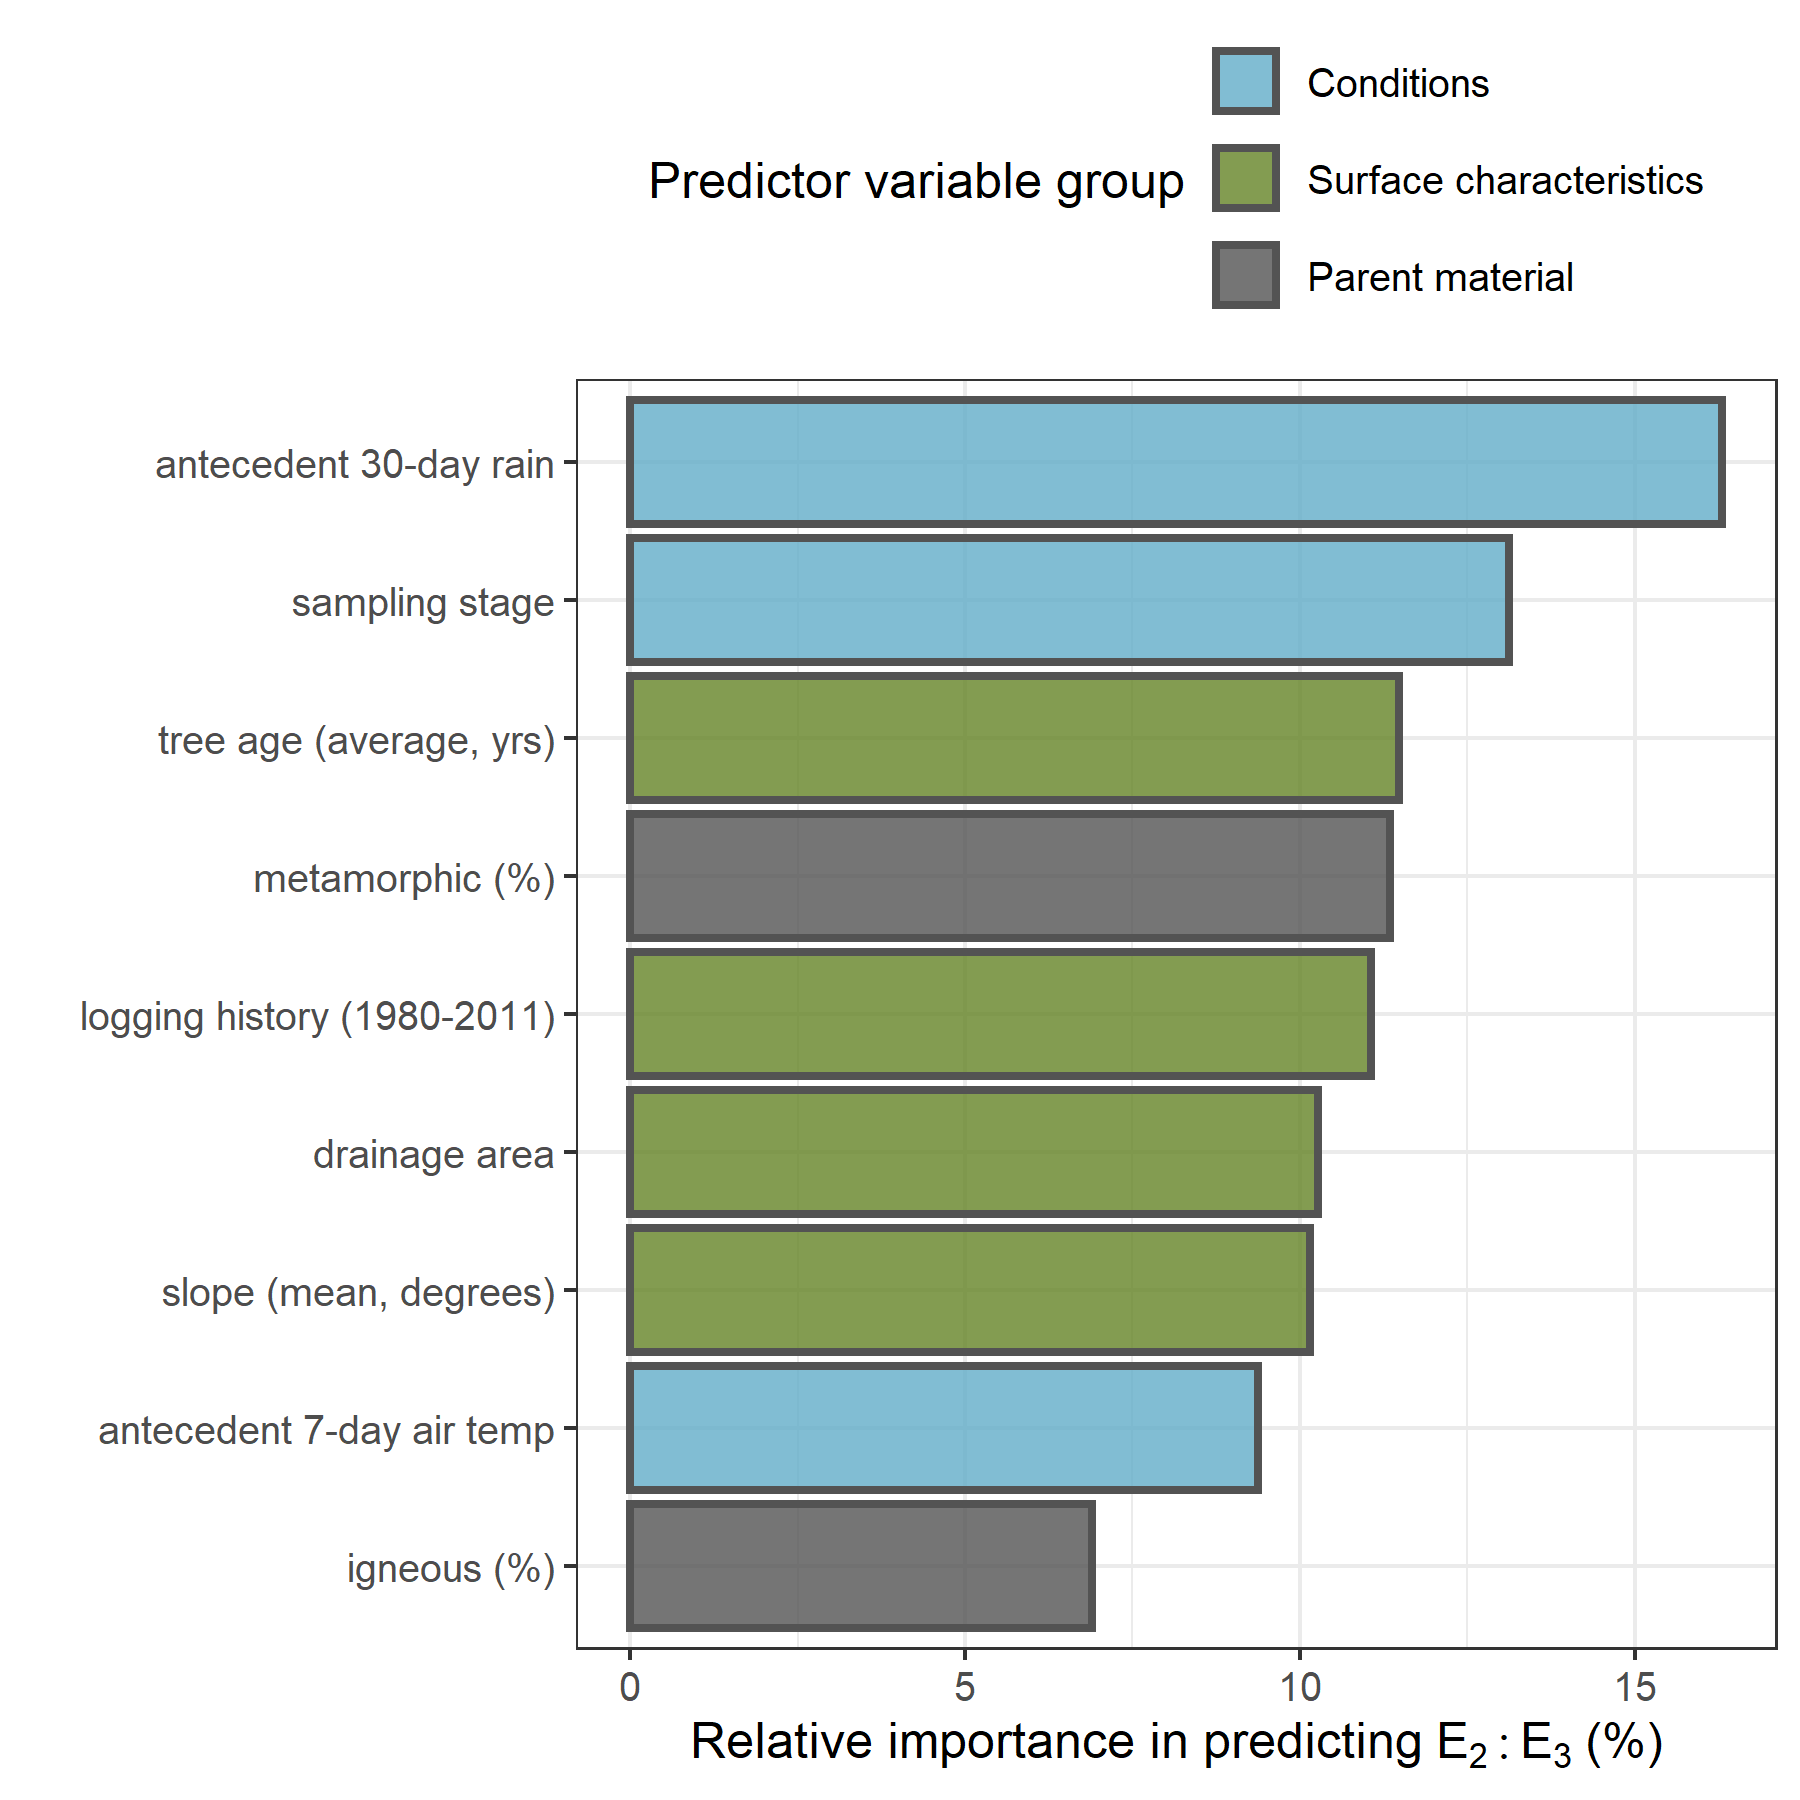 Conditions
Predictor variable group
Surface characteristics
Parent material
antecedent 30-day rain
sampling stage
tree age (average, yrs)
metamorphic (%)
logging history (1980-2011)
drainage area
slope (mean, degrees)
antecedent 7-day air temp
igneous (%)
0 5 10 15
Relative importance in predicting E₂ : E₃ (%)